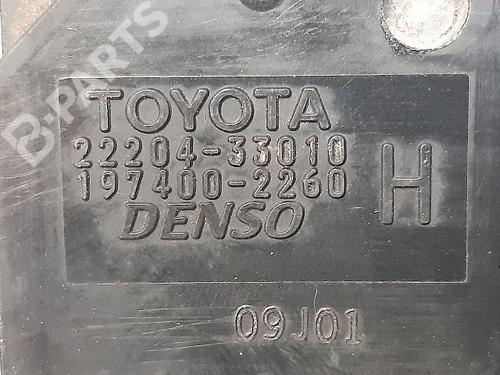 B-PARTS
TOYOTA
22204-33010
197400-2260
DENSO
H
09J01